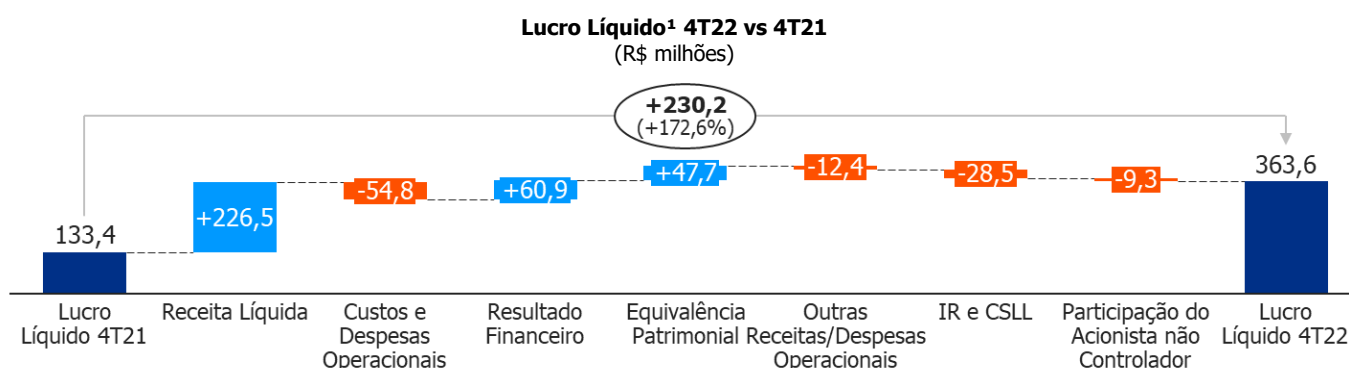 Lucro Líquido¹ 4T22 vs 4T21
(R$ milhões)
+230,2
(+172,6%)
133,4
+226,5
-54,8
+60,9
+47,7
-12,4
-28,5
-9,3
363,6
Lucro
Líquido 4T21
Receita Líquida
Custos e
Despesas
Operacionais
Resultado
Financeiro
Equivalência
Patrimonial
Outras
Receitas/Despesas
Operacionais
IR e CSLL
Participação do
Acionista não
Controlador
Lucro
Líquido 4T22